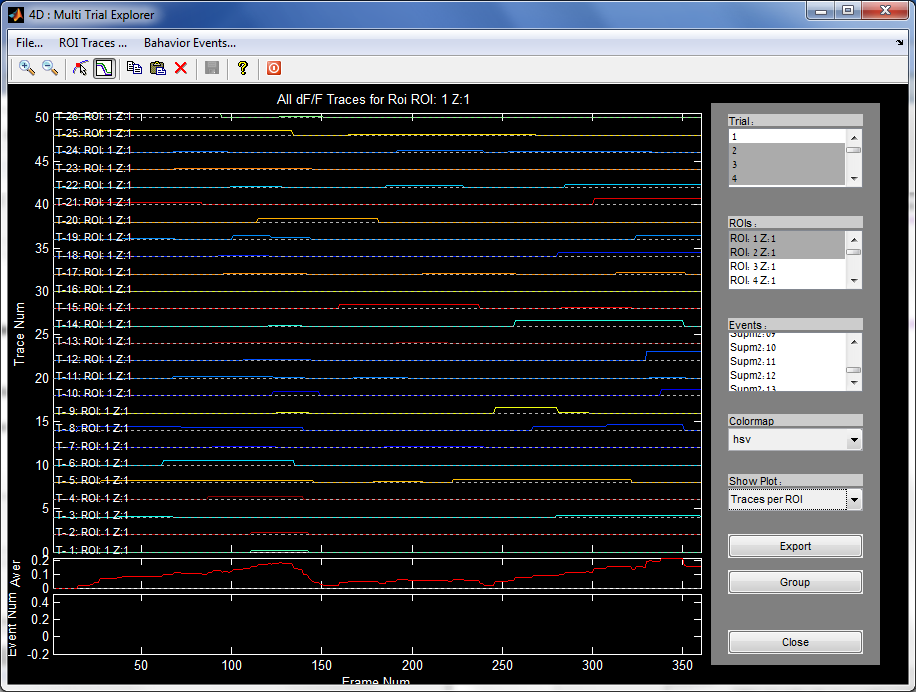 4D : Multi Trial Explorer
File... ROI Traces ... Bahavior Events...
All dF/F Traces for Roi ROI: 1 Z:1
50
T-26: ROI: 1 Z:1
T-25: ROI: 1 Z:1
T-24: ROI: 1 Z:1
45
T-23: ROI: 1 Z:1
T-22: ROI: 1 Z:1
40
T-21: ROI: 1 Z:1
T-20: ROI: 1 Z:1
T-19: ROI: 1 Z:1
35
T-18: ROI: 1 Z:1
T-17: ROI: 1 Z:1
30
T-16: ROI: 1 Z:1
T-15: ROI: 1 Z:1
T-14: ROI: 1 Z:1
25
T-13: ROI: 1 Z:1
T-12: ROI: 1 Z:1
20
T-11: ROI: 1 Z:1
T-10: ROI: 1 Z:1
15
T- 9: ROI: 1 Z:1
T- 8: ROI: 1 Z:1
T- 7: ROI: 1 Z:1
10
T- 6: ROI: 1 Z:1
T- 5: ROI: 1 Z:1
T- 4: ROI: 1 Z:1
5
T- 3: ROI: 1 Z:1
T- 2: ROI: 1 Z:1
0
T- 1: ROI: 1 Z:1
Trace Num
0.2
0.1
0
Aver
0.4
0.2
0
-0.2
Event Num
50 100 150 200 250 300 350
Frame Num
Trial :
1
2
3
4
ROIs :
ROI: 1 Z:1
ROI: 2 Z:1
ROI: 3 Z:1
ROI: 4 Z:1
Events :
Supm2:09
Supm2:10
Supm2:11
Supm2:12
Supm2:13
Colormap
hsv
Show Plot :
Traces per ROI
Export
Group
Close